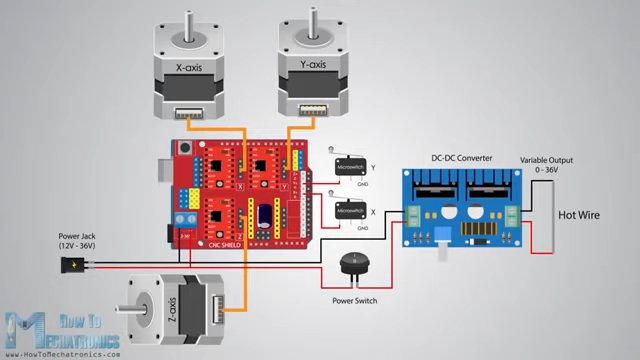 X-axis
Y-axis
X
Y
CNC SHIELD
Microswitch
Y
GND
Microswitch
X
GND
DC-DC Converter
Variable Output
0 - 36V
Hot Wire
Power Jack
(12V - 36V)
Power Switch
Z-axis
How To
Mechatronics
www.HowToMechatronics.com